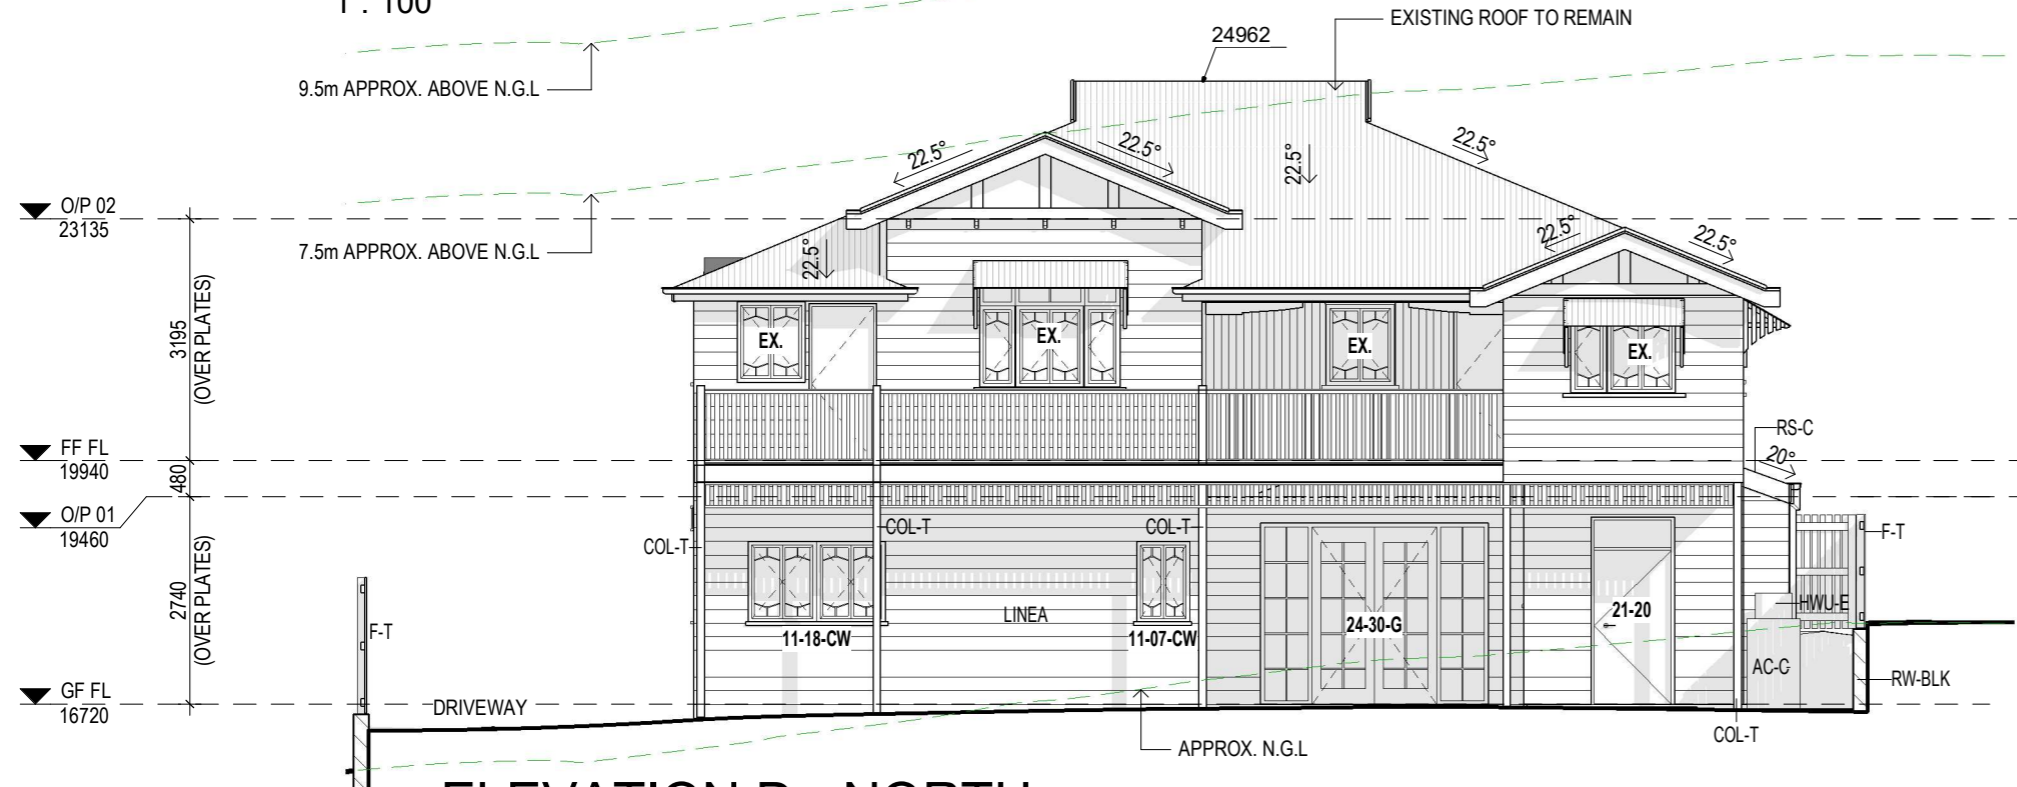 1 : 100
EXISTING ROOF TO REMAIN
24962
9.5m APPROX. ABOVE N.G.L
22.5°
22.5°
22.5°
22.5°
O/P 02
23135
7.5m APPROX. ABOVE N.G.L
22.5°
22.5°
22.5°
3195
(OVER PLATES)
EX.
EX.
EX.
EX.
RS-C
20°
FF FL
19940
480
O/P 01
19460
COL-T
COL-T
COL-T
F-T
2740
(OVER PLATES)
F-T
LINEA
11-18-CW
11-07-CW
24-30-G
21-20
HWU-E
AC-C
RW-BLK
GF FL
16720
DRIVEWAY
COL-T
APPROX. N.G.L